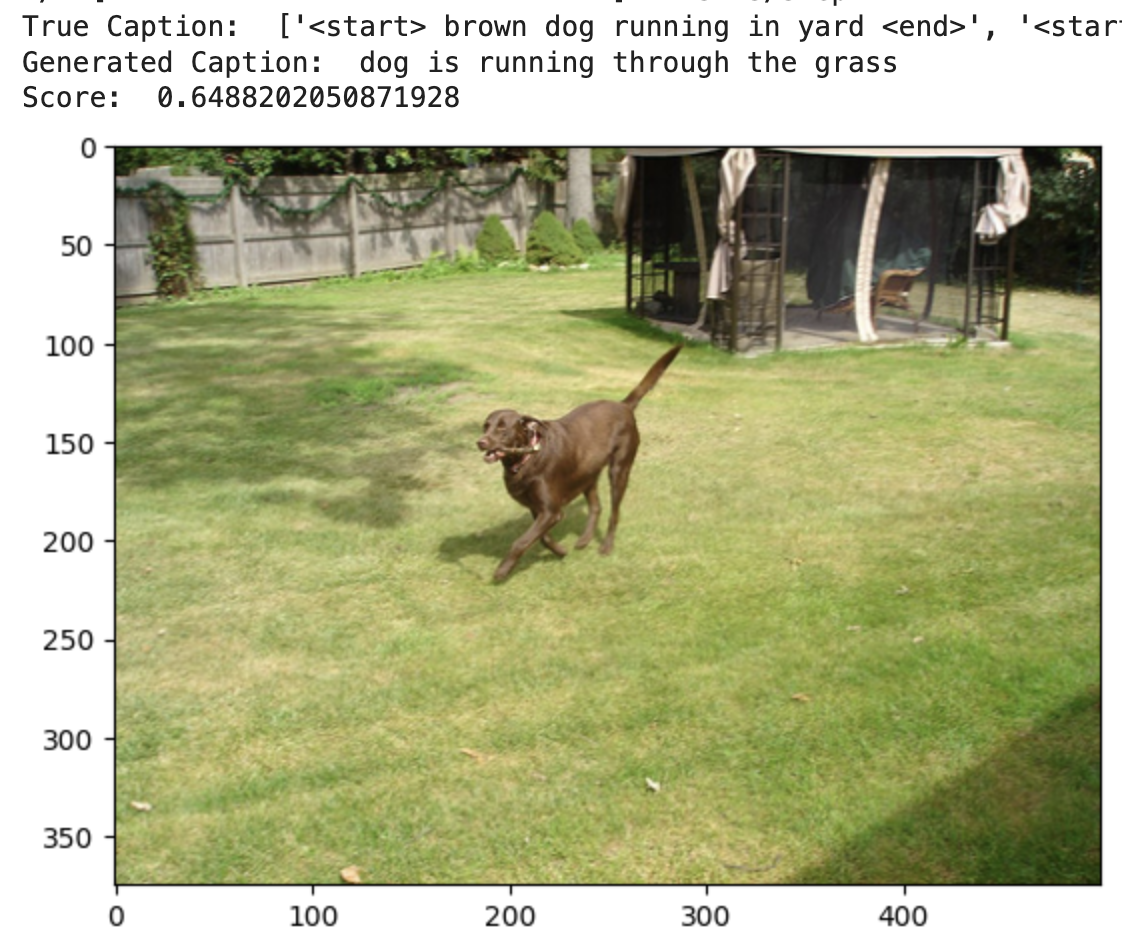 True Caption:  ['<start> brown dog running in yard <end>',
Generated Caption:  dog is running through the grass
Score:  0.6488202050871928
0
50
100
150
200
250
300
350
0 100 200 300 400